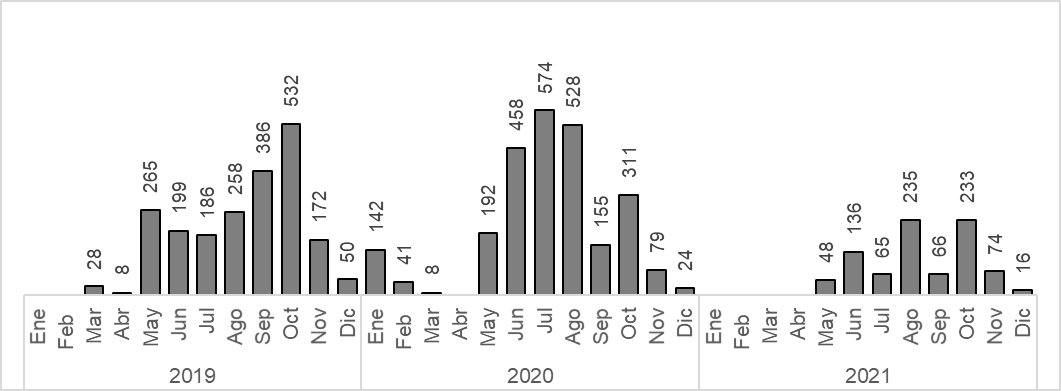 28
8
265
199
186
258
386
532
172
50
142
41
8
192
458
574
528
155
311
79
24
48
136
65
235
66
233
74
16
Ene
Feb
Mar
Abr
May
Jun
Jul
Ago
Sep
Oct
Nov
Dic
Ene
Feb
Mar
Abr
May
Jun
Jul
Ago
Sep
Oct
Nov
Dic
Ene
Feb
Mar
Abr
May
Jun
Jul
Ago
Sep
Oct
Nov
Dic
2019
2020
2021